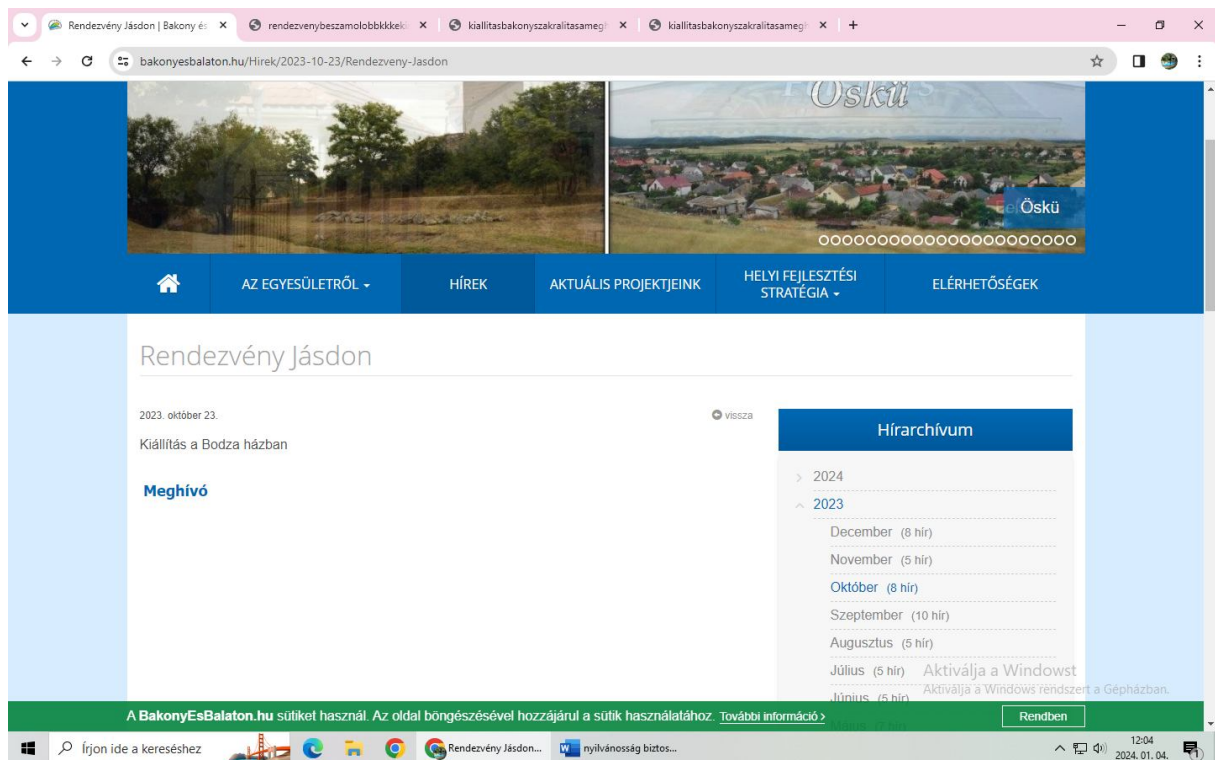 Rendezvény Jásdon | Bakony és
rendezvenybeszamolobbkkkeki
kiallitasbakonyszakralitasamegh
kiallitasbakonyszakralitasamegh
bakonyesbalaton.hu/Hirek/2023-10-23/Rendezveny-Jasdon
Öskü
Öskü
AZ EGYESÜLETRŐL
HÍREK
AKTUÁLIS PROJEKTJEINK
HELYI FEJLESZTÉSI
STRATÉGIA
ELÉRHETŐSÉGEK
Rendezvény Jásdon
2023. október 23.
vissza
Kiállítás a Bodza házban
Meghívó
Hírarchívum
2024
2023
December (8 hír)
November (5 hír)
Október (8 hír)
Szeptember (10 hír)
Augusztus (5 hír)
Július (5 hír)
Június (5 hír)
Aktiválja a Windowst
Aktiválja a Windows rendszert a Gépházban.
A BakonyEsBalaton.hu sütiket használ. Az oldal böngészésével hozzájárul a sütik használatához. További információ >
Rendben
Írjon ide a kereséshez
Rendezvény Jásdon...
nyilvánosság biztos...
12:04
2024. 01. 04.